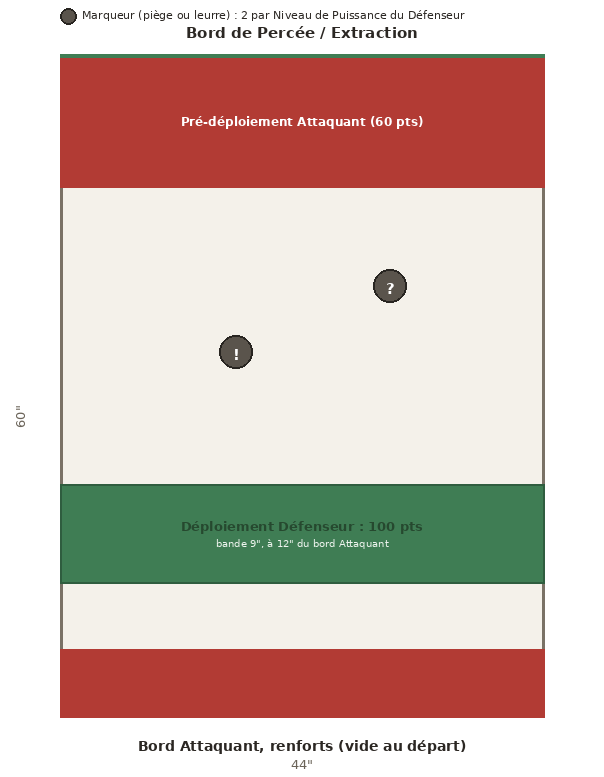 Marqueur (piège ou leurre) : 2 par Niveau de Puissance du Défenseur
Bord de Percée / Extraction
Pré-déploiement Attaquant (60 pts)
?
!
60"
Déploiement Défenseur : 100 pts
bande 9", à 12" du bord Attaquant
Bord Attaquant, renforts (vide au départ)
44"